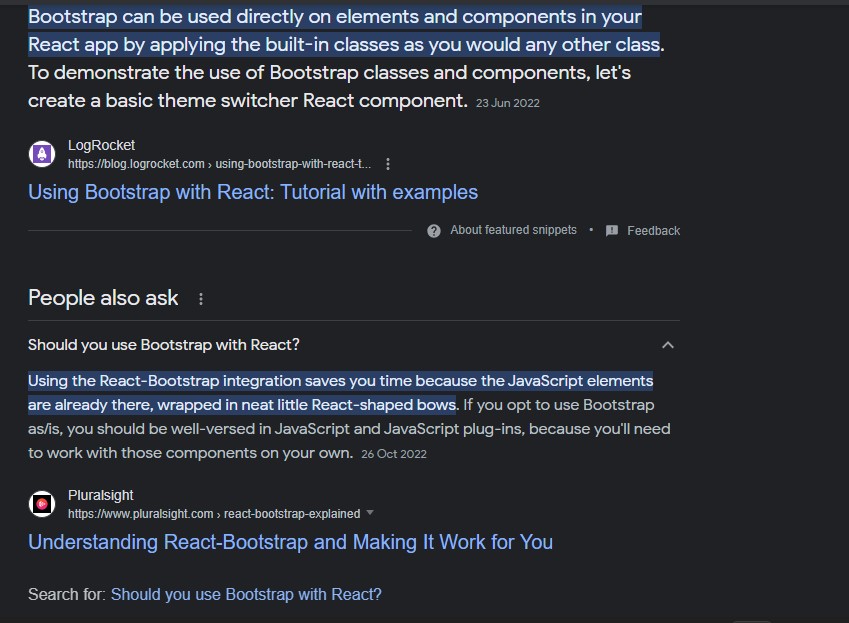 Bootstrap can be used directly on elements and components in your
React app by applying the built-in classes as you would any other class.
To demonstrate the use of Bootstrap classes and components, let's
create a basic theme switcher React component. 23 Jun 2022
LogRocket
https://blog.logrocket.com › using-bootstrap-with-react-t...
Using Bootstrap with React: Tutorial with examples
About featured snippets • Feedback
People also ask
Should you use Bootstrap with React?
Using the React-Bootstrap integration saves you time because the JavaScript elements
are already there, wrapped in neat little React-shaped bows. If you opt to use Bootstrap
as/is, you should be well-versed in JavaScript and JavaScript plug-ins, because you'll need
to work with those components on your own. 26 Oct 2022
Pluralsight
https://www.pluralsight.com › react-bootstrap-explained
Understanding React-Bootstrap and Making It Work for You
Search for: Should you use Bootstrap with React?